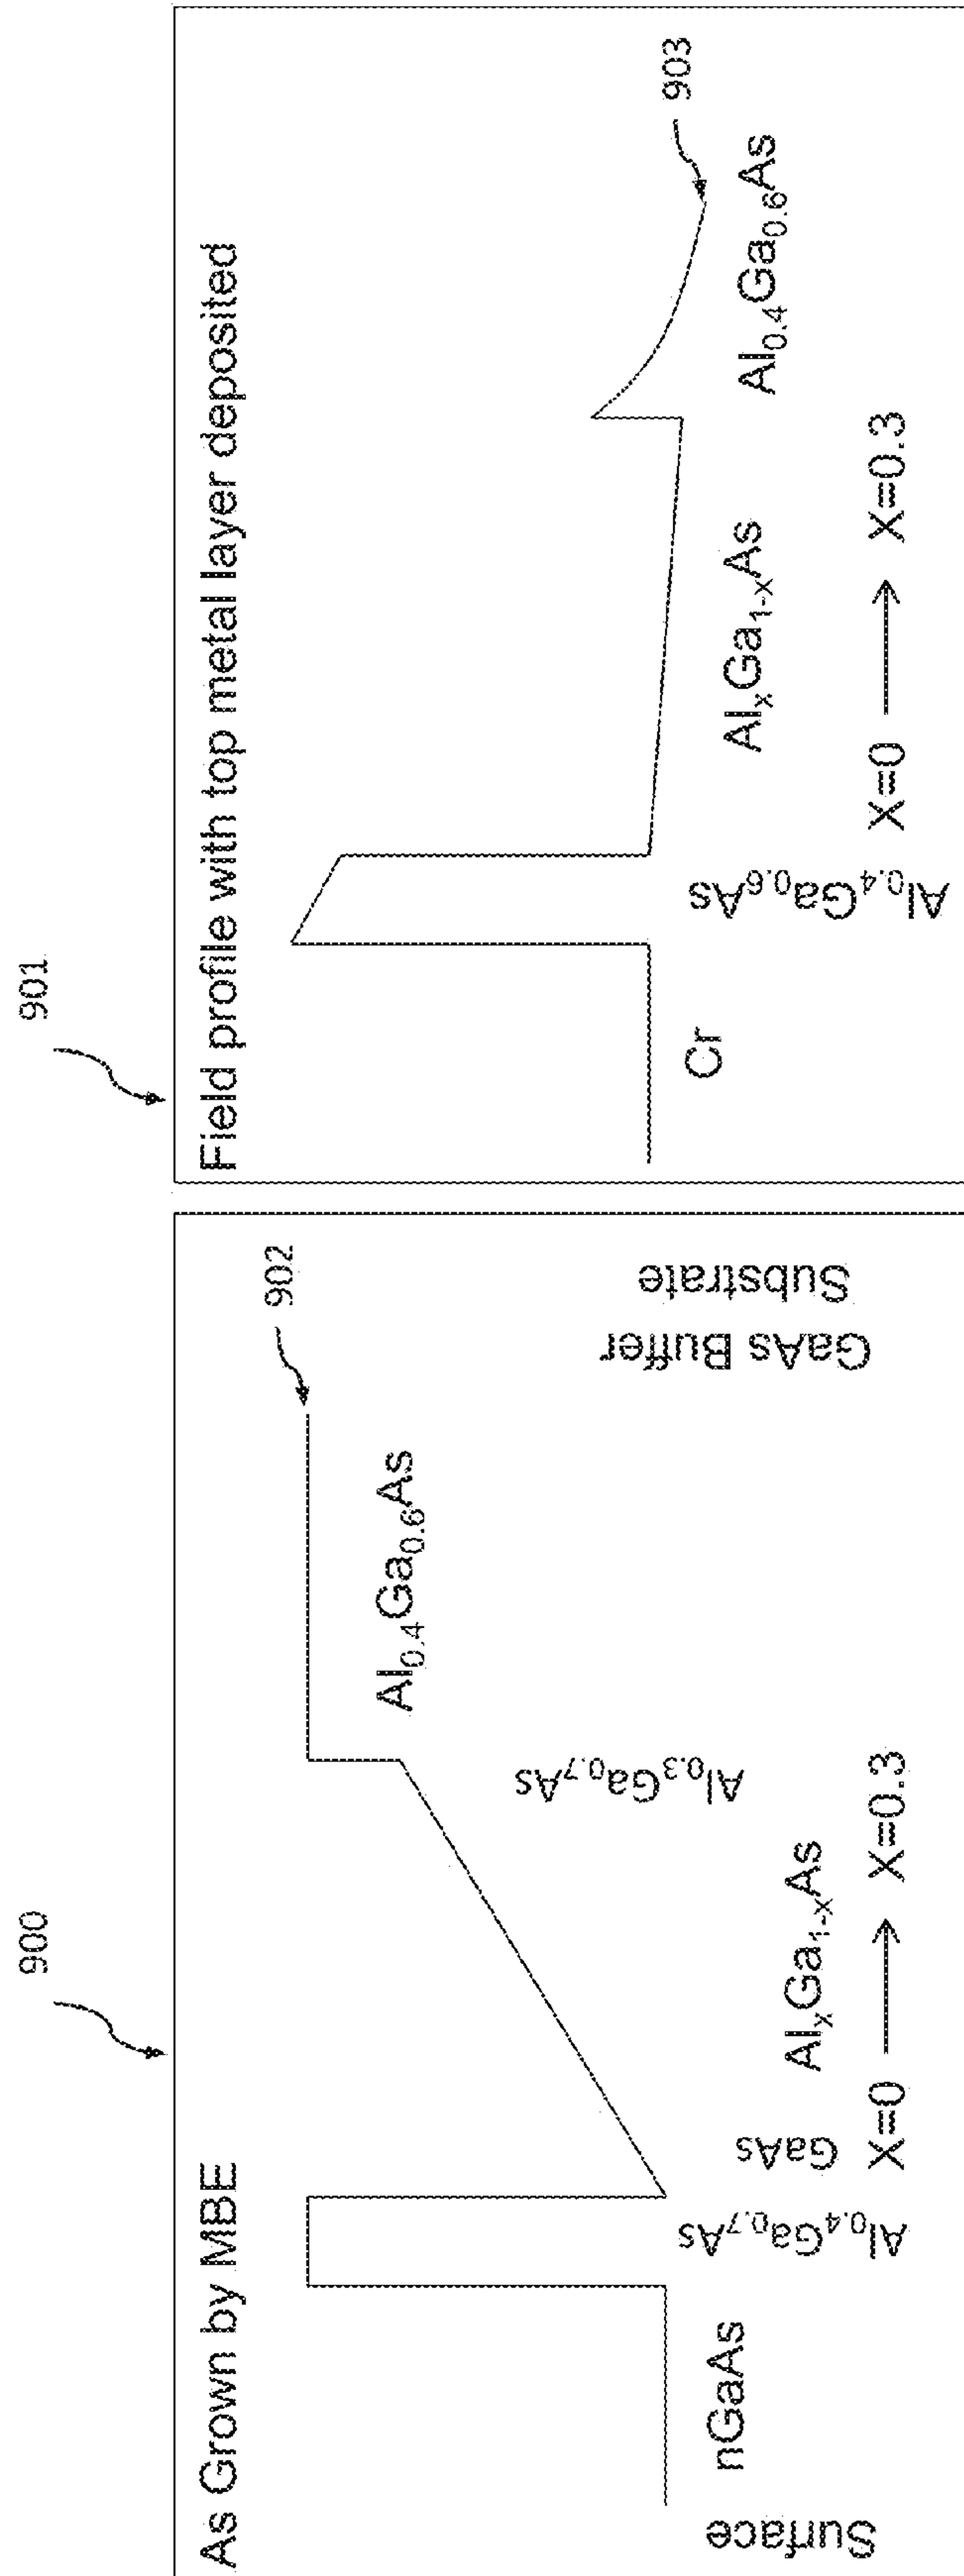 900
As Grown by MBE
902
Surface
nGaAs
Al0.4Ga0.7As
GaAs
AlxGa1-xAs
X=0 → X=0.3
Al0.3Ga0.7As
Al0.4Ga0.6As
GaAs Buffer
Substrate
901
Field profile with top metal layer deposited
903
Cr
Al0.4Ga0.6As
AlxGa1-xAs
X=0 → X=0.3
Al0.4Ga0.6As